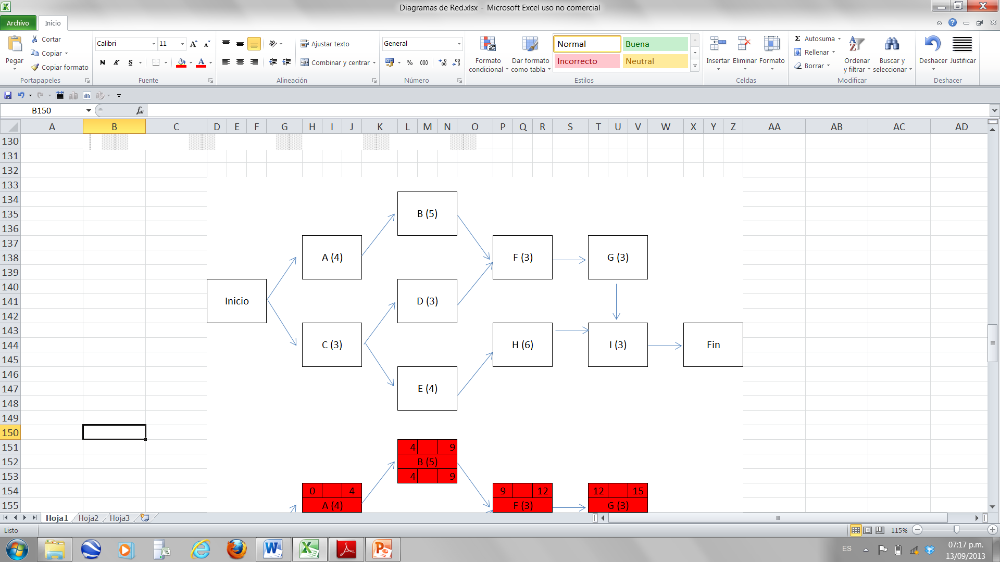 Diagramas de Red.xlsx - Microsoft Excel uso no comercial
Archivo Inicio
Pegar Cortar Copiar Copiar formato
Portapapeles
Calibri 11
N K S
Fuente
Ajustar texto
Combinar y centrar
Alineación
General
% 000
Número
Formato condicional
Dar formato como tabla
Normal Buena
Incorrecto Neutral
Estilos
Insertar Eliminar Formato
Celdas
Autosuma
Rellenar
Borrar
Ordenar y filtrar
Buscar y seleccionar
Modificar
Deshacer Justificar
Deshacer
B150 fx
A B C D E F G H I J K L M N O P Q R S T U V W X Y Z AA AB AC AD
130
131
132
133
134
135
136
137
138
139
140
141
142
143
144
145
146
147
148
149
150
151
152
153
154
155
B (5)
A (4) F (3) G (3)
Inicio D (3)
C (3) H (6) I (3) Fin
E (4)
4 9
B (5)
4 9
0 4 9 12 12 15
A (4) F (3) G (3)
Hoja1 Hoja2 Hoja3
Listo 115%
ES 07:17 p.m.
13/09/2013